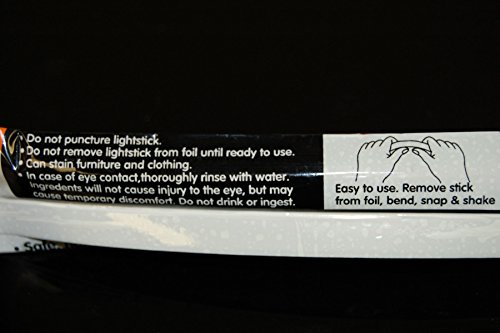 • Do not puncture lightstick.
• Do not remove lightstick from foil until ready to use.
• Can stain furniture and clothing.
• In case of eye contact,thoroughly rinse with water.
Ingredients will not cause injury to the eye, but may
cause temporary discomfort. Do not drink or ingest.
Easy to use. Remove stick
from foil, bend, snap & shake